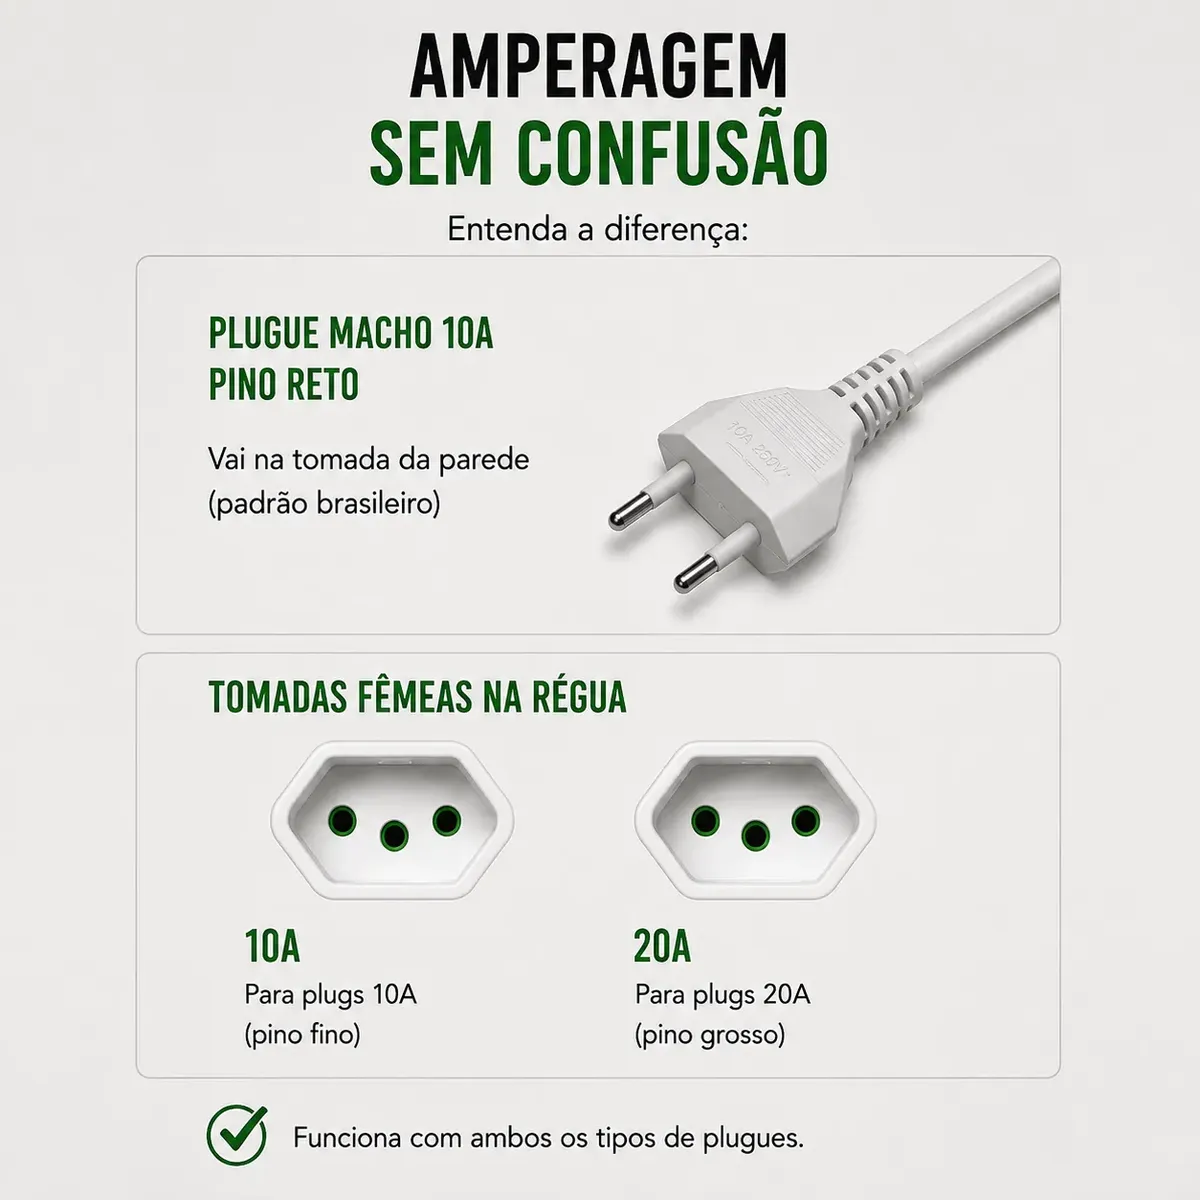 AMPERAGEM
SEM CONFUSÃO
Entenda a diferença:
PLUGUE MACHO 10A
PINO RETO
Vai na tomada da parede
(padrão brasileiro)
10A 250V~
TOMADAS FÊMEAS NA RÉGUA
10A
Para plugs 10A
(pino fino)
20A
Para plugs 20A
(pino grosso)
Funciona com ambos os tipos de plugues.